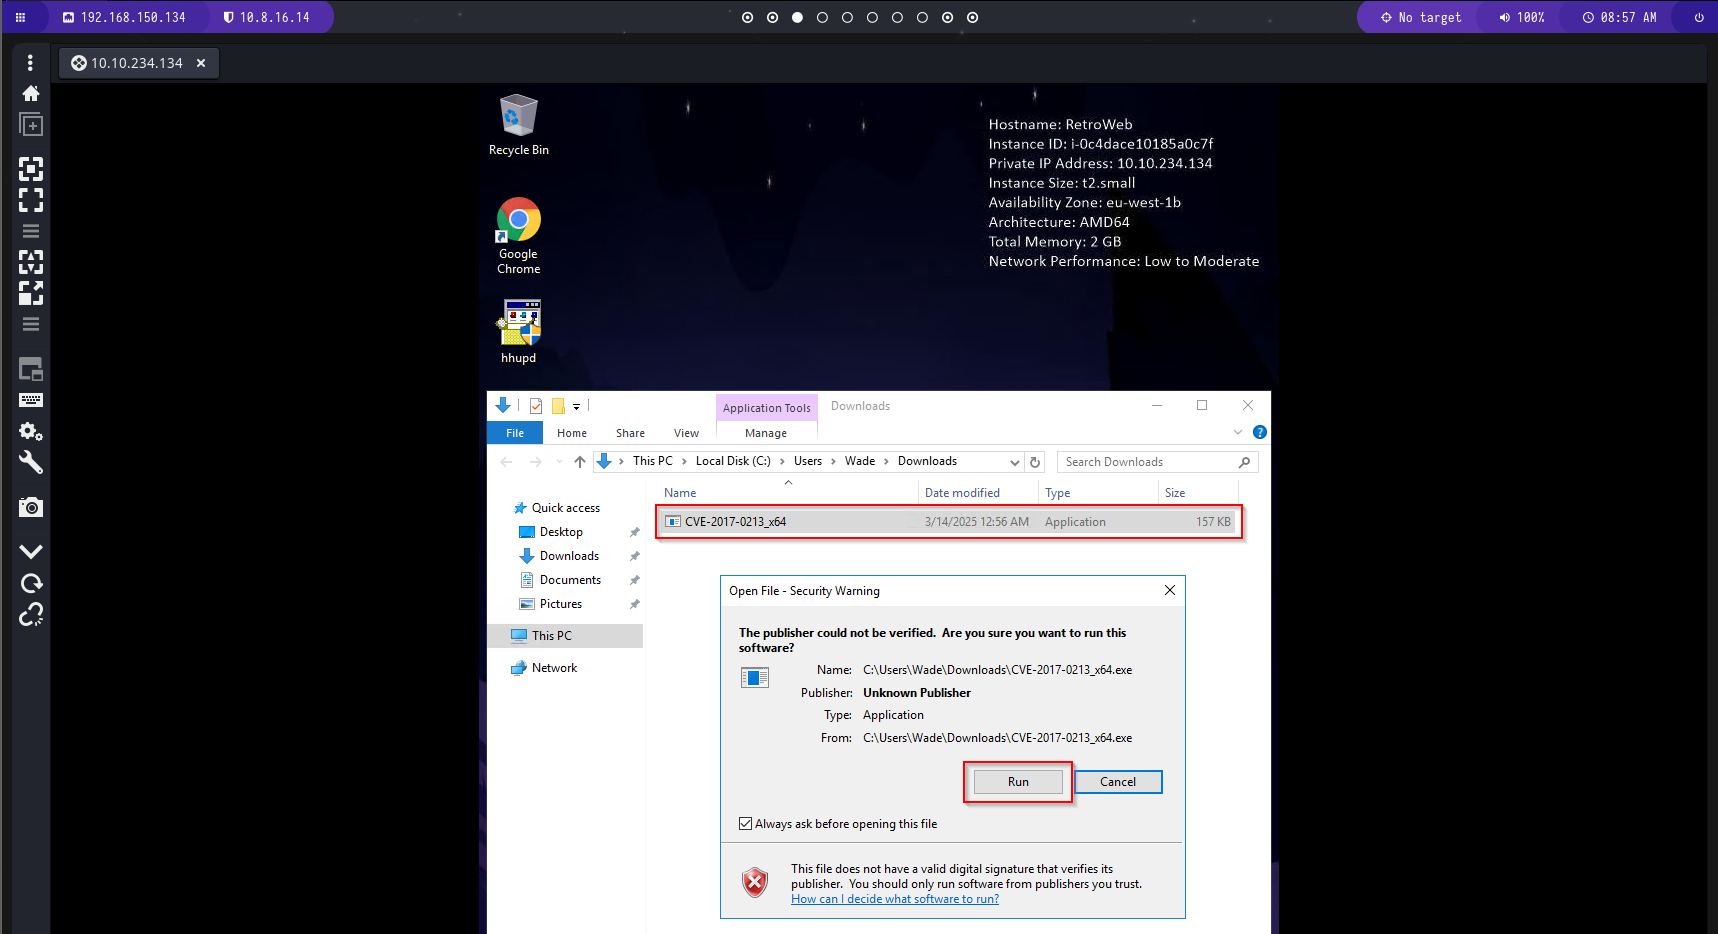 192.168.150.134
10.8.16.14
No target
100%
08:57 AM
10.10.234.134
Recycle Bin
Google
Chrome
hhupd
Hostname: RetroWeb
Instance ID: i-0c4dace10185a0c7f
Private IP Address: 10.10.234.134
Instance Size: t2.small
Availability Zone: eu-west-1b
Architecture: AMD64
Total Memory: 2 GB
Network Performance: Low to Moderate
Application Tools
Downloads
File
Home
Share
View
Manage
This PC > Local Disk (C:) > Users > Wade > Downloads
Search Downloads
Name
Date modified
Type
Size
Quick access
Desktop
Downloads
Documents
Pictures
This PC
Network
CVE-2017-0213_x64
3/14/2025 12:56 AM
Application
157 KB
Open File - Security Warning
The publisher could not be verified. Are you sure you want to run this
software?
Name: C:\Users\Wade\Downloads\CVE-2017-0213_x64.exe
Publisher: Unknown Publisher
Type: Application
From: C:\Users\Wade\Downloads\CVE-2017-0213_x64.exe
Run
Cancel
Always ask before opening this file
This file does not have a valid digital signature that verifies its
publisher. You should only run software from publishers you trust.
How can I decide what software to run?